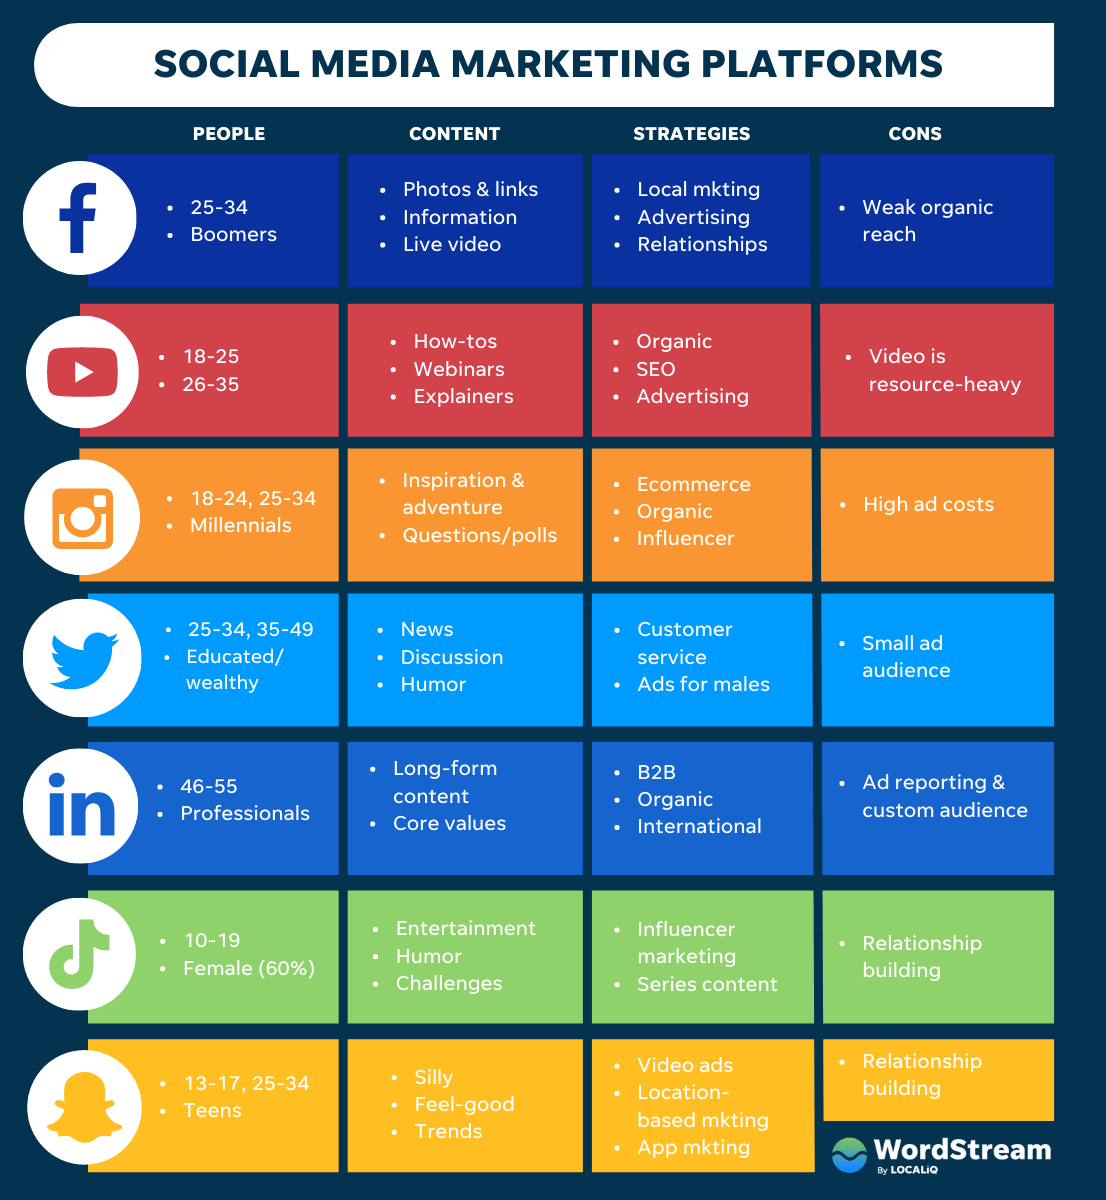 SOCIAL MEDIA MARKETING PLATFORMS
PEOPLE CONTENT STRATEGIES CONS
25-34
Boomers
Photos & links
Information
Live video
Local mkting
Advertising
Relationships
Weak organic
reach
18-25
26-35
How-tos
Webinars
Explainers
Organic
SEO
Advertising
Video is
resource-heavy
18-24, 25-34
Millennials
Inspiration &
adventure
Questions/polls
Ecommerce
Organic
Influencer
High ad costs
25-34, 35-49
Educated/
wealthy
News
Discussion
Humor
Customer
service
Ads for males
Small ad
audience
in
46-55
Professionals
Long-form
content
Core values
B2B
Organic
International
Ad reporting &
custom audience
10-19
Female (60%)
Entertainment
Humor
Challenges
Influencer
marketing
Series content
Relationship
building
13-17, 25-34
Teens
Silly
Feel-good
Trends
Video ads
Location-
based mkting
App mkting
Relationship
building
WordStream
By LOCALiQ